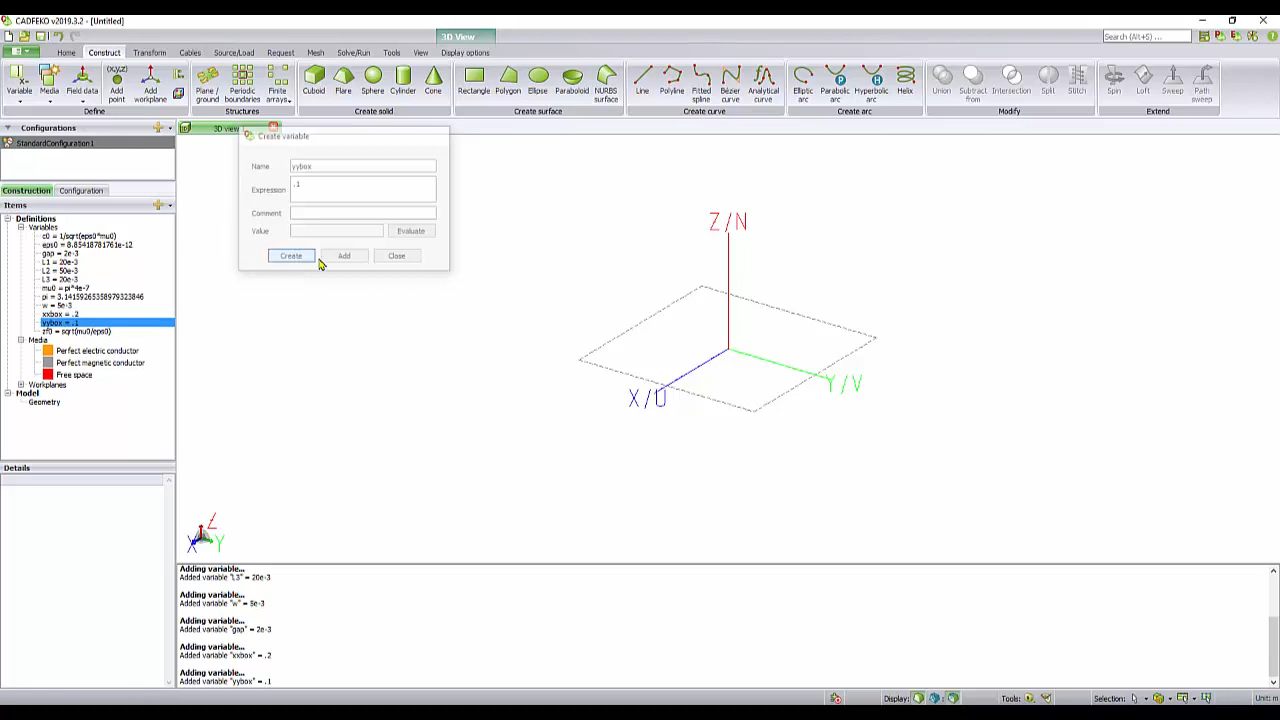 CADFEKO v2019.3.2 - [Untitled]
3D View
Search (Alt+S) ...
Home Construct Transform Cables Source/Load Request Mesh Solve/Run Tools View Display options
Variable Media Field data Add point Add workplane
Plane / ground Periodic boundaries Finite arrays
Cuboid Flare Sphere Cylinder Cone
Rectangle Polygon Ellipse Paraboloid NURBS surface
Line Polyline Fitted spline Bézier curve Analytical curve
Elliptic arc Parabolic arc Hyperbolic arc Helix
Union Subtract from Intersection Split Stitch
Spin Loft Sweep Path sweep
Define Structures Create solid Create surface Create curve Create arc Modify Extend
Configurations
StandardConfiguration1
Construction Configuration
Items
Definitions
Variables
c0 = 1/sqrt(eps0*mu0)
eps0 = 8.85418781761e-12
gap = 2e-3
L1 = 20e-3
L2 = 50e-3
L3 = 20e-3
mu0 = pi*4e-7
pi = 3.14159265358979323846
w = 5e-3
xxbox = .2
yybox = .1
zf0 = sqrt(mu0/eps0)
Media
Perfect electric conductor
Perfect magnetic conductor
Free space
Workplanes
Model
Geometry
Details
3D view
Create variable
Name yybox
Expression .1
Comment
Value Evaluate
Create Add Close
Z/N
X/U
Y/V
Z
X Y
Adding variable...
Added variable "L3" = 20e-3
Adding variable...
Added variable "w" = 5e-3
Adding variable...
Added variable "gap" = 2e-3
Adding variable...
Added variable "xxbox" = .2
Adding variable...
Added variable "yybox" = .1
Display: Tools: Selection: Unit: m